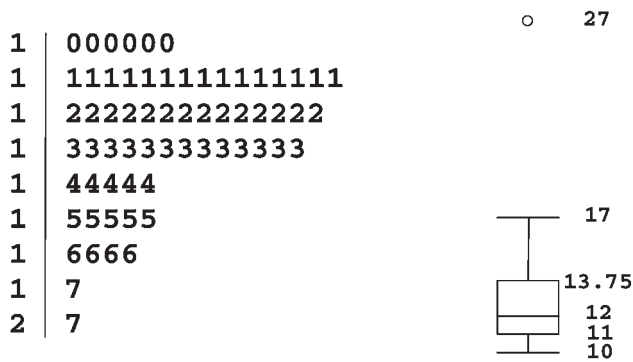 1 | 000000
1 | 111111111111111
1 | 22222222222222
1 | 3333333333333
1 | 44444
1 | 55555
1 | 6666
1 | 7
2 | 7
27
17
13.75
12
11
10